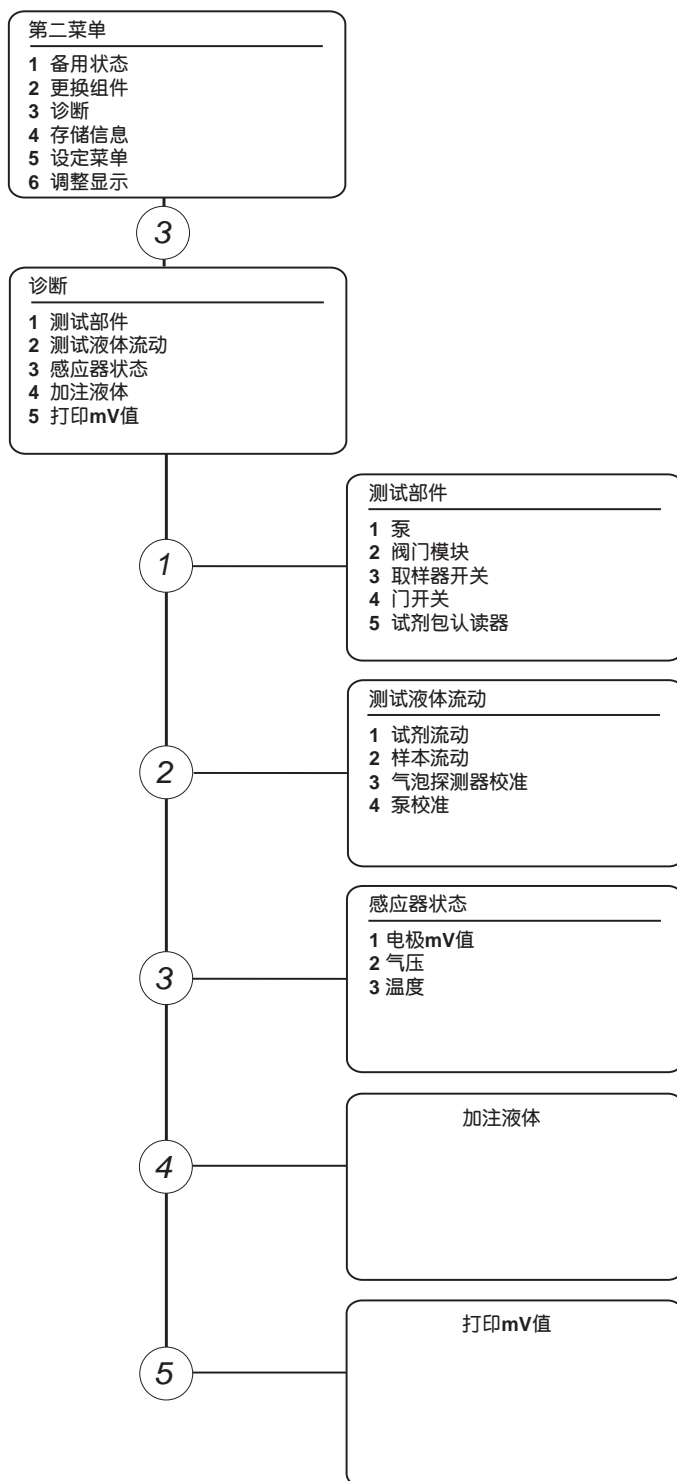 第二菜单
1 备用状态
2 更换组件
3 诊断
4 存储信息
5 设定菜单
6 调整显示
3
诊断
1 测试部件
2 测试液体流动
3 感应器状态
4 加注液体
5 打印mV值
1
测试部件
1 泵
2 阀门模块
3 取样器开关
4 门开关
5 试剂包认读器
2
测试液体流动
1 试剂流动
2 样本流动
3 气泡探测器校准
4 泵校准
3
感应器状态
1 电极mV值
2 气压
3 温度
4
加注液体
5
打印mV值